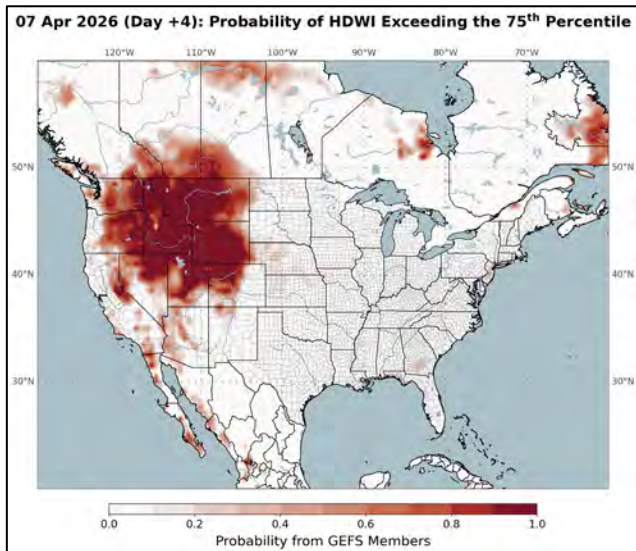 07 Apr 2026 (Day +4): Probability of HDWI Exceeding the 75th Percentile
120°W 110°W 100°W 90°W 80°W 70°W
50°N 50°N
40°N 40°N
30°N 30°N
0.0 0.2 0.4 0.6 0.8 1.0
Probability from GEFS Members